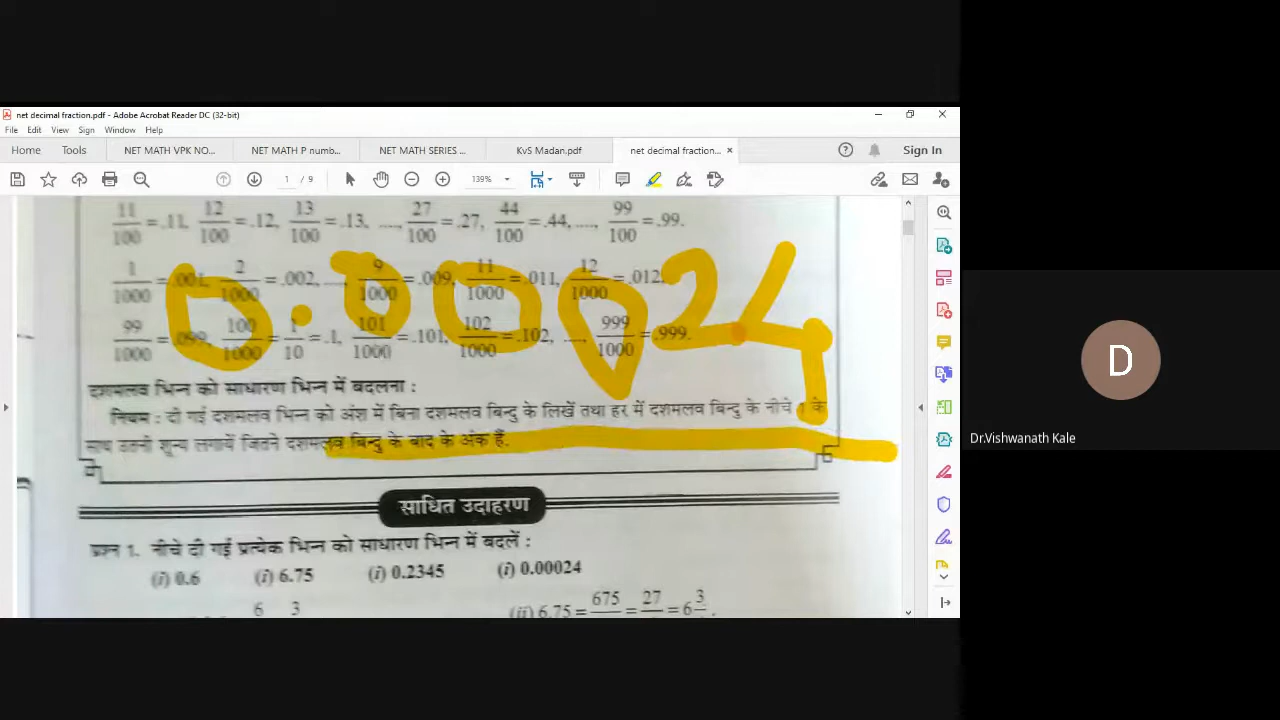 net decimal fraction.pdf - Adobe Acrobat Reader DC (32-bit)
File Edit View Sign Window Help
Home Tools NET MATH VPK NO... NET MATH P numb... NET MATH SERIES ... KvS Madan.pdf net decimal fraction... × Sign In
1 / 9 139%
11/100 = .11, 12/100 = .12, 13/100 = .13, ...., 27/100 = .27, 44/100 = .44, ...., 99/100 = .99.
1/1000 = .001, 2/1000 = .002, ..., 9/1000 = .009, 11/1000 = .011, 12/1000 = .012,
99/1000 = .099, 100/1000 = 1/10 = .1, 101/1000 = .101, 102/1000 = .102, ...., 999/1000 = .999.
0.00024
दशमलव भिन्न को साधारण भिन्न में बदलना :
नियम : दी गई दशमलव भिन्न को अंश में बिना दशमलव बिन्दु के लिखें तथा हर में दशमलव बिन्दु के नीचे 1 के
साथ उतनी शून्य लगायें जितने दशमलव बिन्दु के बाद के अंक हैं.
साधित उदाहरण
प्रश्न 1. नीचे दी गई प्रत्येक भिन्न को साधारण भिन्न में बदलें :
(i) 0.6 (i) 6.75 (i) 0.2345 (i) 0.00024
6 3 (ii) 6.75 = 675 = 27 = 6 3 .
D
Dr.Vishwanath Kale